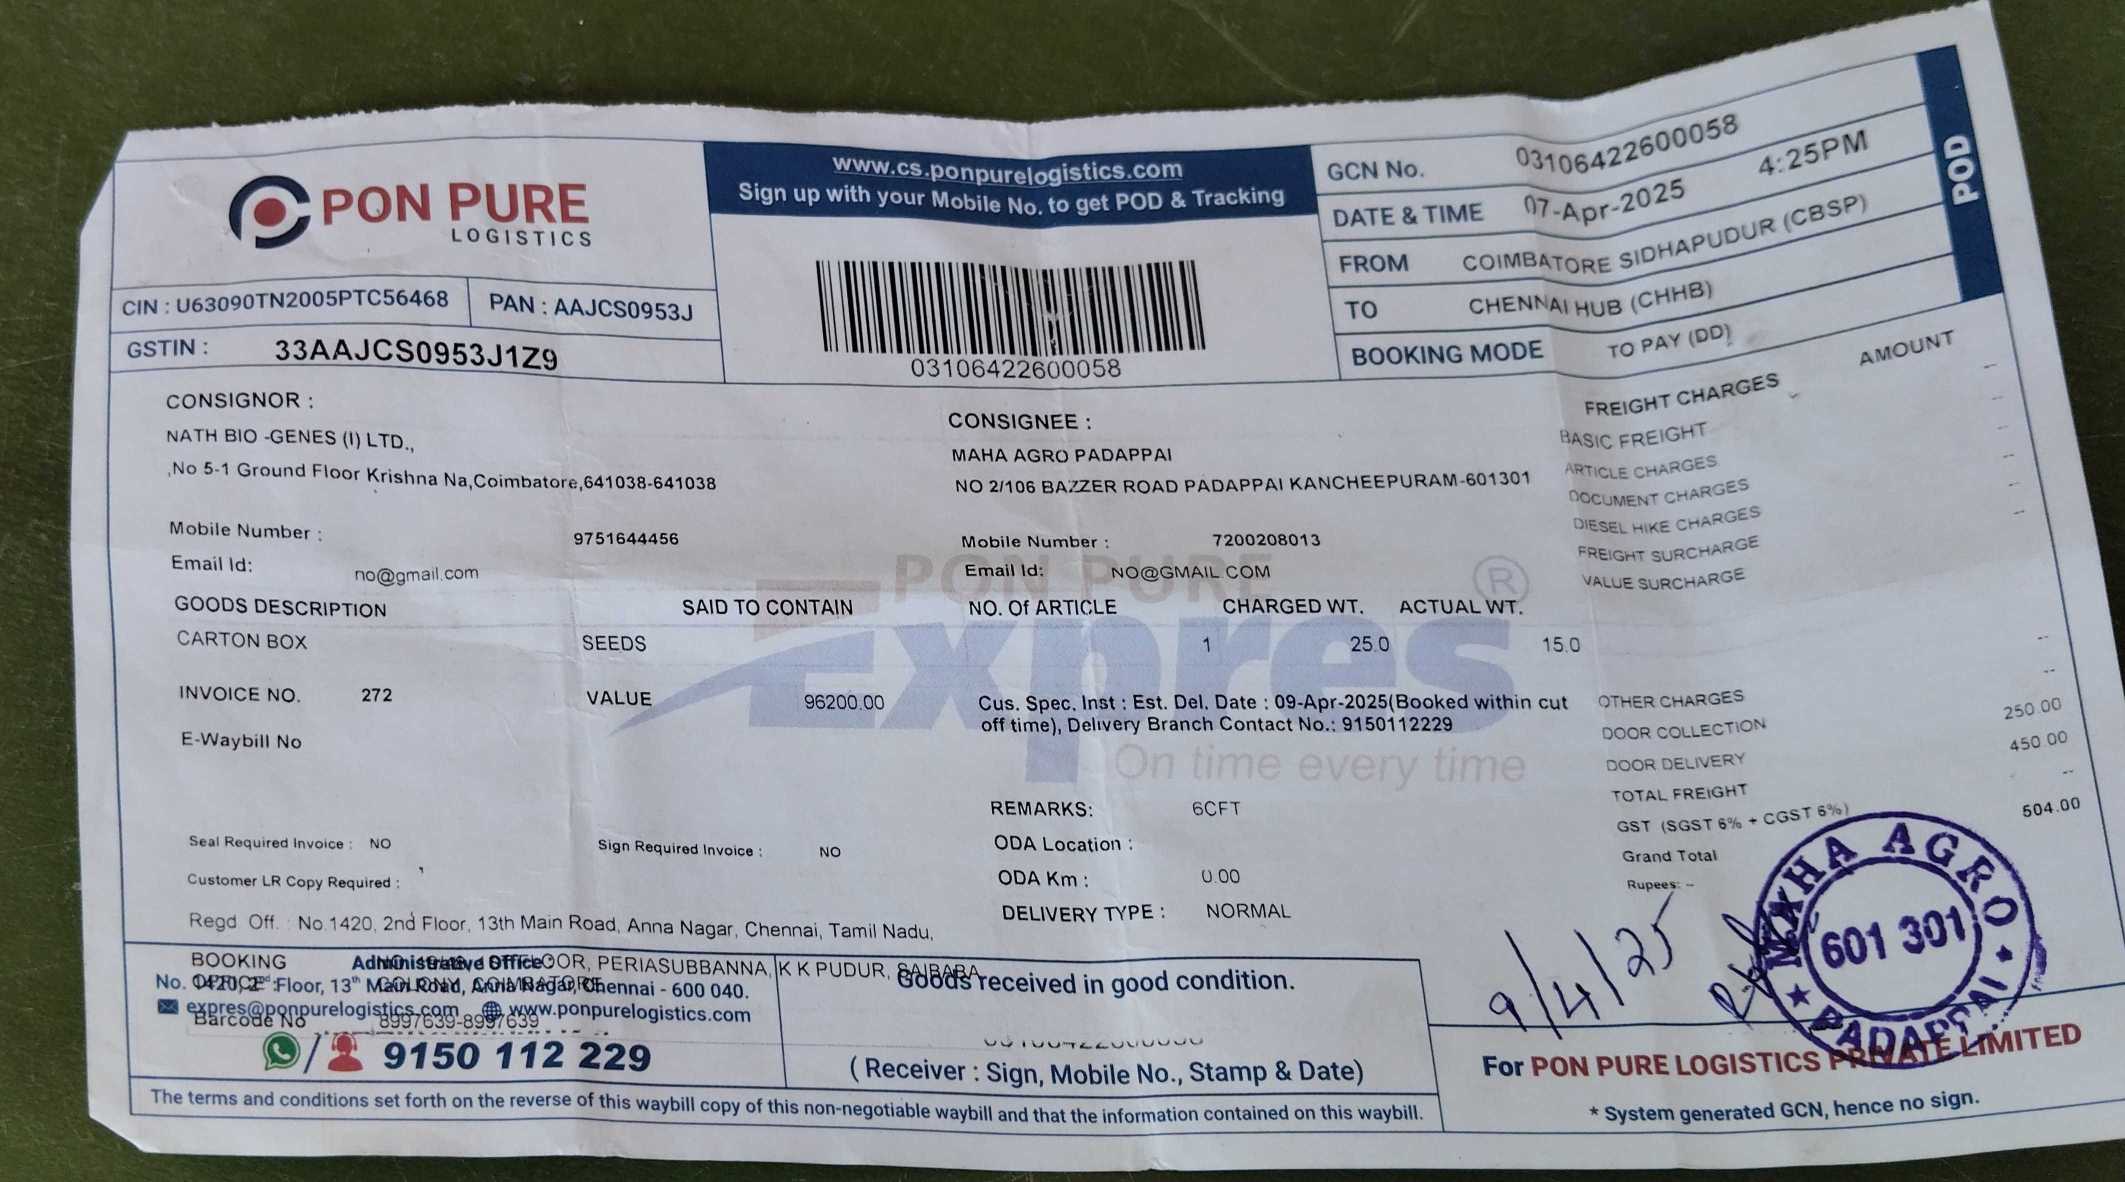 PON PURE
LOGISTICS
CIN : U63090TN2005PTC56468
PAN : AAJCS0953J
GSTIN : 33AAJCS0953J1Z9
www.cs.ponpurelogistics.com
Sign up with your Mobile No. to get POD & Tracking
03106422600058
GCN No. 03106422600058
DATE & TIME 07-Apr-2025 4:25PM
FROM COIMBATORE SIDHAPUDUR (CBSP)
TO CHENNAI HUB (CHHB)
BOOKING MODE TO PAY (DD)
POD
CONSIGNOR :
NATH BIO -GENES (I) LTD.,
,No 5-1 Ground Floor Krishna Na,Coimbatore,641038-641038
Mobile Number : 9751644456
Email Id: no@gmail.com
CONSIGNEE :
MAHA AGRO PADAPPAI
NO 2/106 BAZZER ROAD PADAPPAI KANCHEEPURAM-601301
Mobile Number : 7200208013
Email Id: NO@GMAIL.COM
PON PURE
Expres ®
On time every time
GOODS DESCRIPTION SAID TO CONTAIN NO. Of ARTICLE CHARGED WT. ACTUAL WT.
CARTON BOX SEEDS 1 25.0 15.0
INVOICE NO. 272 VALUE 96200.00
Cus. Spec. Inst : Est. Del. Date : 09-Apr-2025(Booked within cut
off time), Delivery Branch Contact No.: 9150112229
E-Waybill No
REMARKS: 6CFT
ODA Location :
ODA Km : 0.00
DELIVERY TYPE : NORMAL
Seal Required Invoice : NO
Sign Required Invoice : NO
Customer LR Copy Required :
Regd Off. : No.1420, 2nd Floor, 13th Main Road, Anna Nagar, Chennai, Tamil Nadu,
FREIGHT CHARGES AMOUNT
BASIC FREIGHT --
ARTICLE CHARGES --
DOCUMENT CHARGES --
DIESEL HIKE CHARGES --
FREIGHT SURCHARGE --
VALUE SURCHARGE --
OTHER CHARGES --
DOOR COLLECTION --
DOOR DELIVERY 250.00
TOTAL FREIGHT 450.00
GST (SGST 6% + CGST 6%) --
Grand Total 504.00
Rupees: --
BOOKING
OFFICE :
OOR, PERIASUBBANNA, K K PUDUR, SAIBABA
COLONY, COIMBATORE
Administrative Office
No. 1420, 2nd Floor, 13th Main Road, Anna Nagar, Chennai - 600 040.
expres@ponpurelogistics.com www.ponpurelogistics.com
Barcode No 8997639-8997639
9150 112 229
Goods received in good condition.
(Receiver : Sign, Mobile No., Stamp & Date)
9/4/25
MAHA AGRO
601 301
PADAPPAI
For PON PURE LOGISTICS PRIVATE LIMITED
* System generated GCN, hence no sign.
The terms and conditions set forth on the reverse of this waybill copy of this non-negotiable waybill and that the information contained on this waybill.